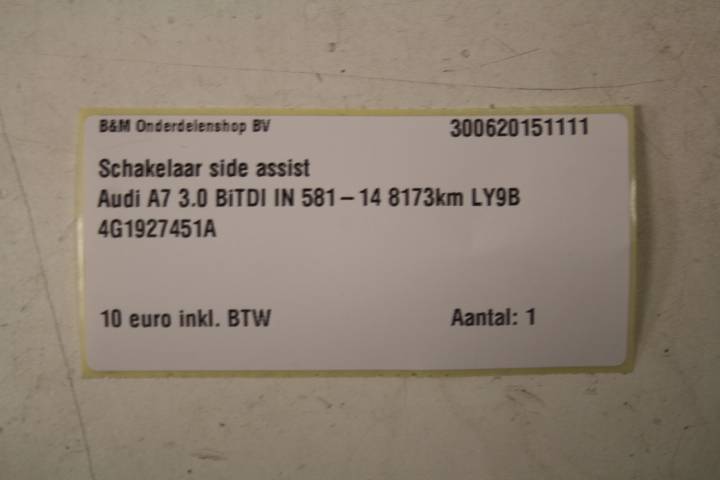 B&M Onderdelenshop BV 300620151111
Schakelaar side assist
Audi A7 3.0 BiTDI IN 581-14 8173km LY9B
4G1927451A
10 euro inkl. BTW Aantal: 1